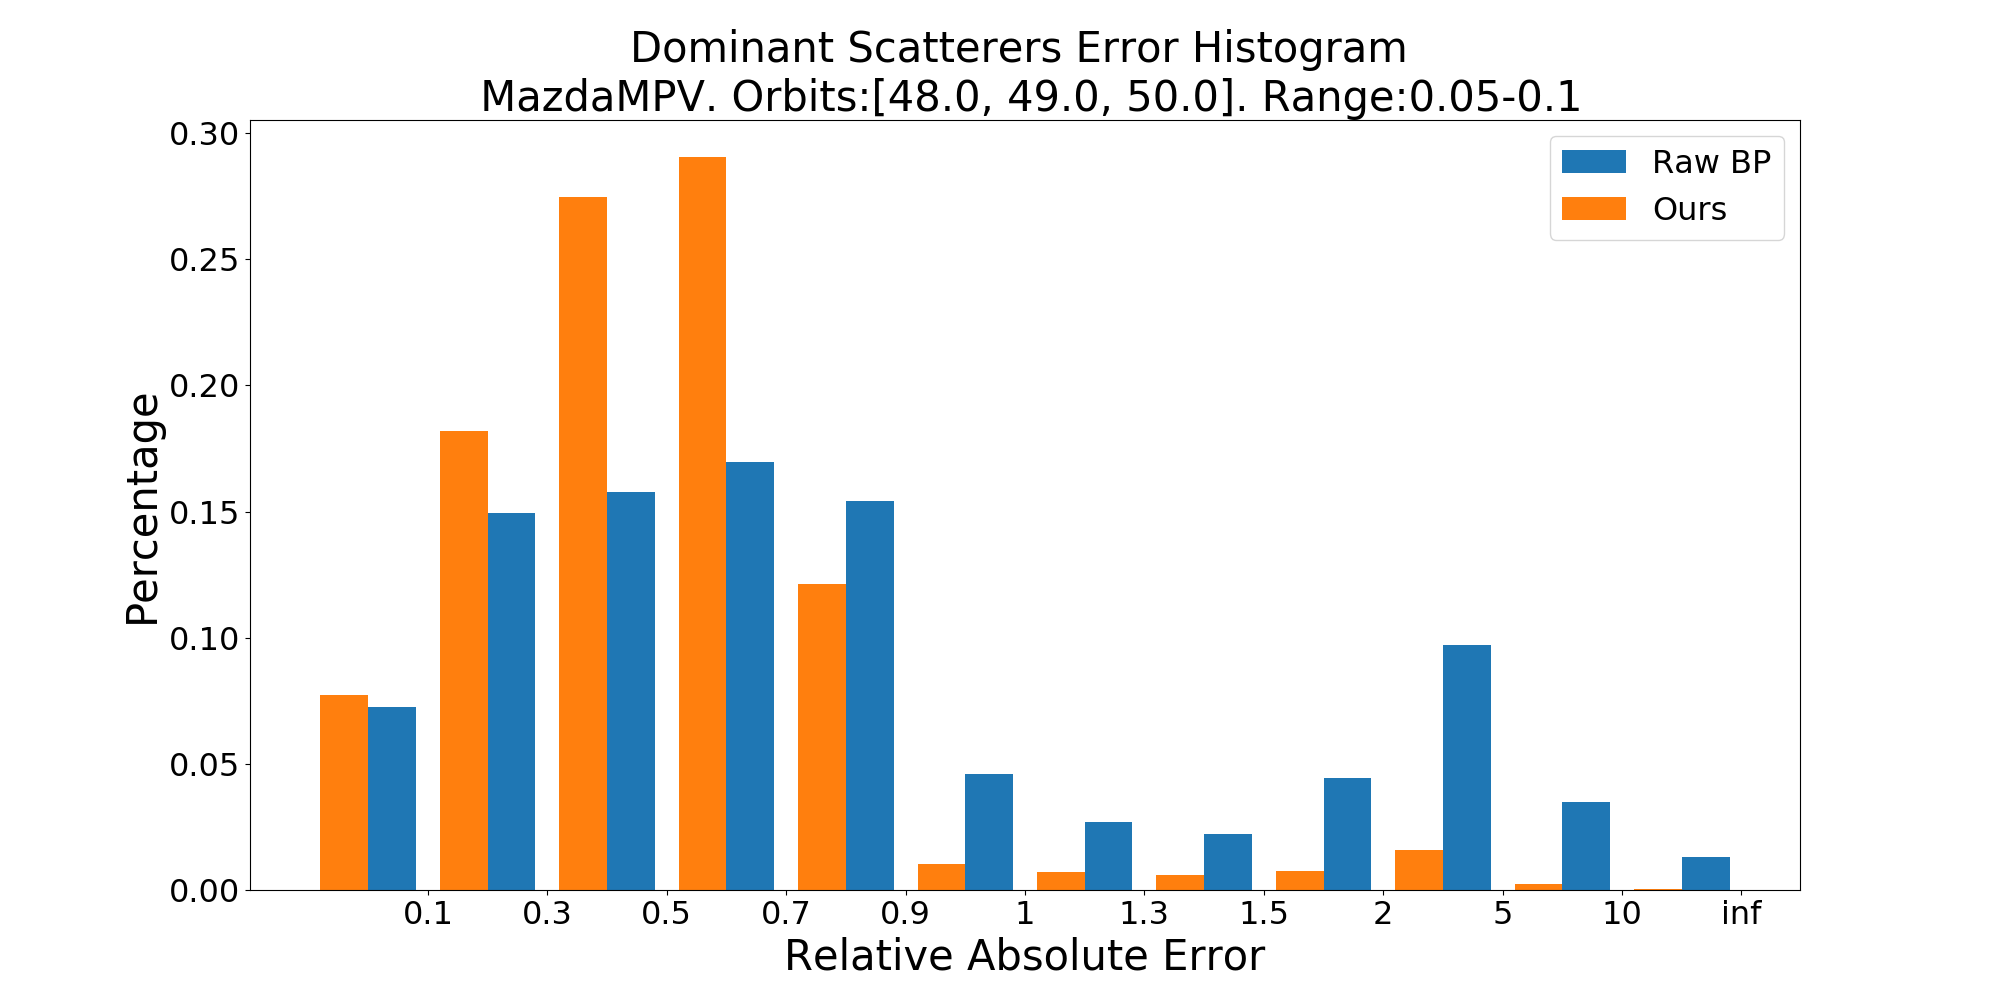 Dominant Scatterers Error Histogram
MazdaMPV. Orbits:[48.0, 49.0, 50.0]. Range:0.05-0.1
Raw BP
Ours
Percentage
0.30
0.25
0.20
0.15
0.10
0.05
0.00
0.1 0.3 0.5 0.7 0.9 1 1.3 1.5 2 5 10 inf
Relative Absolute Error